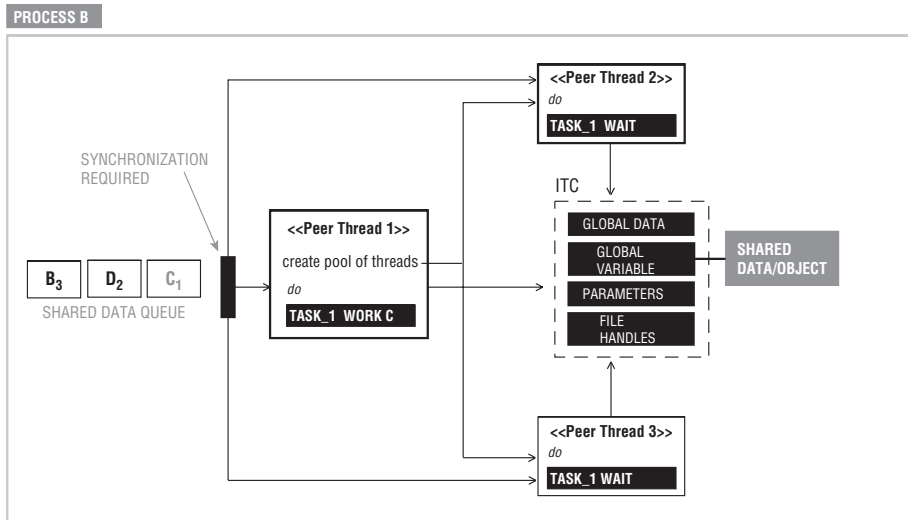 PROCESS B
<<Peer Thread 2>>
do
TASK_1 WAIT
SYNCHRONIZATION
REQUIRED
ITC
<<Peer Thread 1>>
create pool of threads
do
TASK_1 WORK C
GLOBAL DATA
GLOBAL
VARIABLE
PARAMETERS
FILE
HANDLES
SHARED
DATA/OBJECT
B3 D2 C1
SHARED DATA QUEUE
<<Peer Thread 3>>
do
TASK_1 WAIT